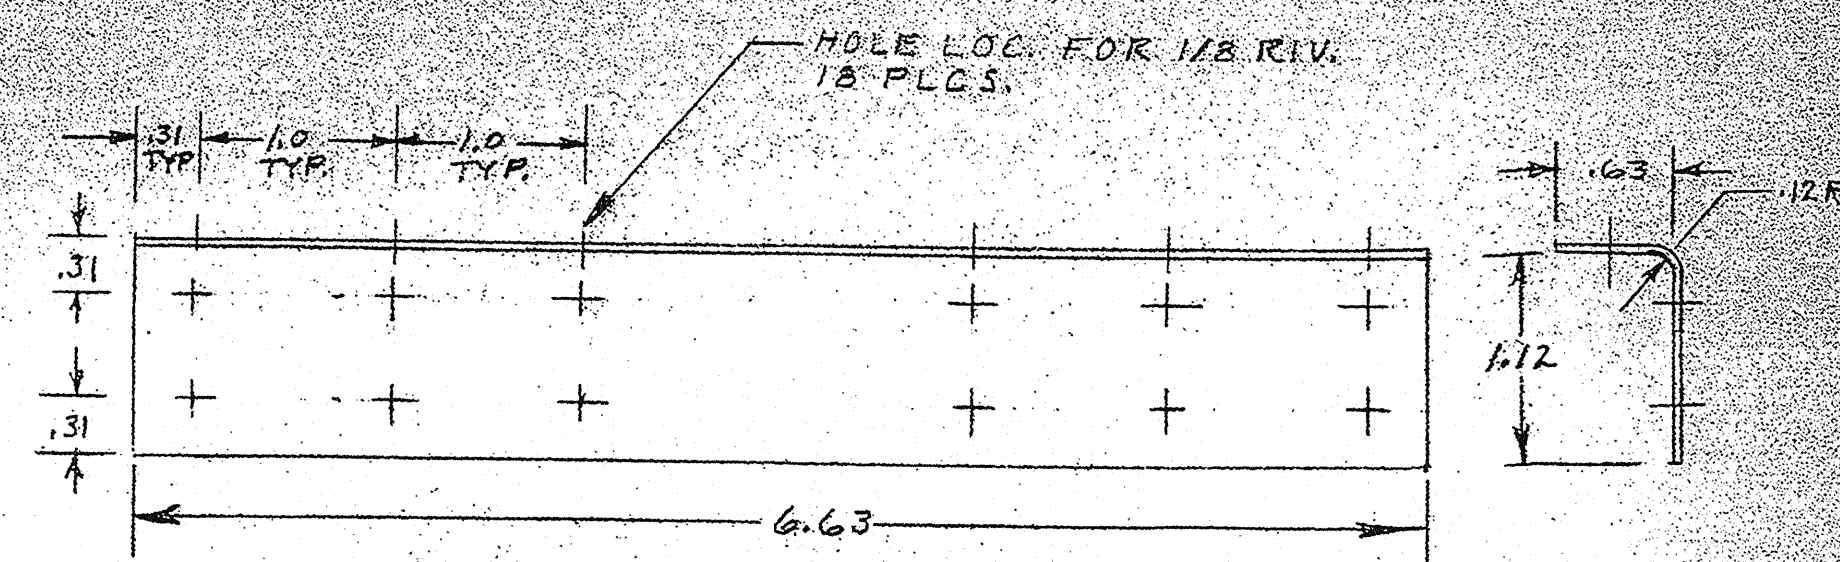 HOLE LOC. FOR 1/8 RIV.
18 PLCS.
.31
TYP
1.0
TYP.
1.0
TYP.
.63
.12R
.31
1.12
.31
6.63